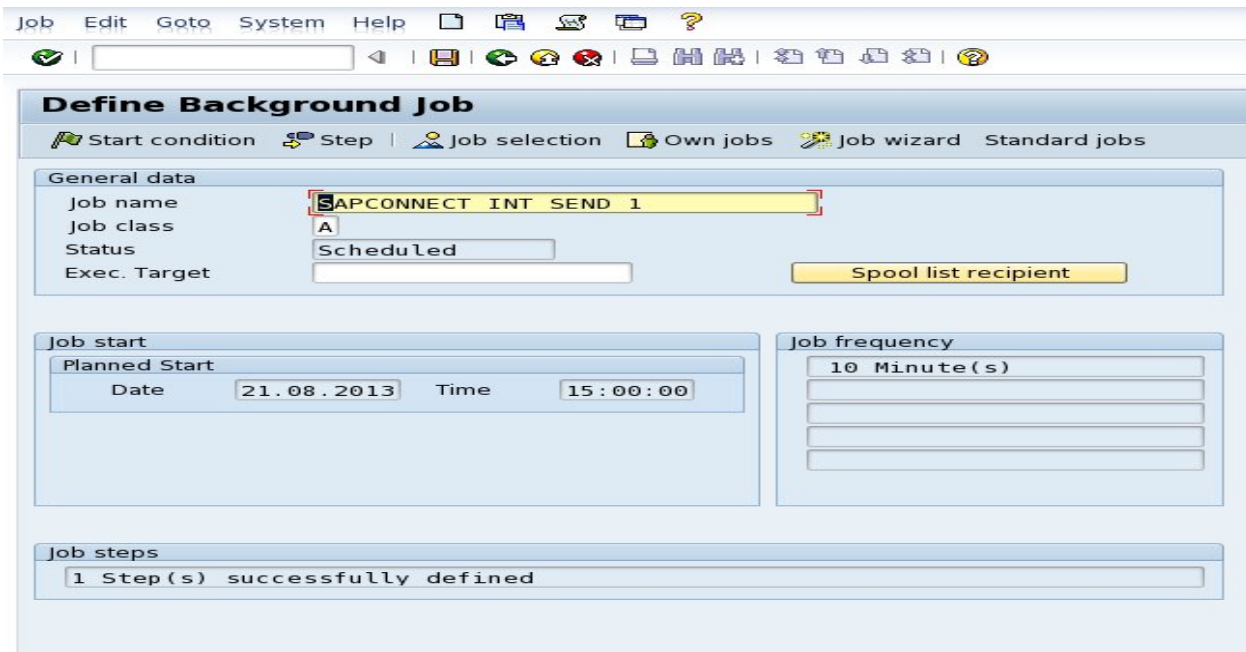 Job Edit Goto System Help
Define Background Job
Start condition Step Job selection Own jobs Job wizard Standard jobs
General data
Job name SAPCONNECT INT SEND 1
Job class A
Status Scheduled
Exec. Target Spool list recipient
Job start Job frequency
Planned Start 10 Minute(s)
Date 21.08.2013 Time 15:00:00
Job steps
1 Step(s) successfully defined